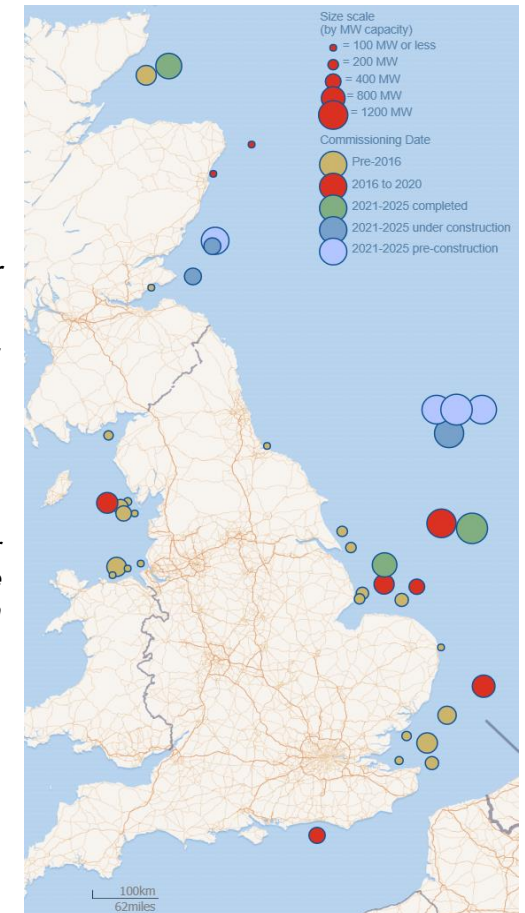 Size scale
(by MW capacity)
= 100 MW or less
= 200 MW
= 400 MW
= 800 MW
= 1200 MW
Commissioning Date
Pre-2016
2016 to 2020
2021-2025 completed
2021-2025 under construction
2021-2025 pre-construction
100km
62miles